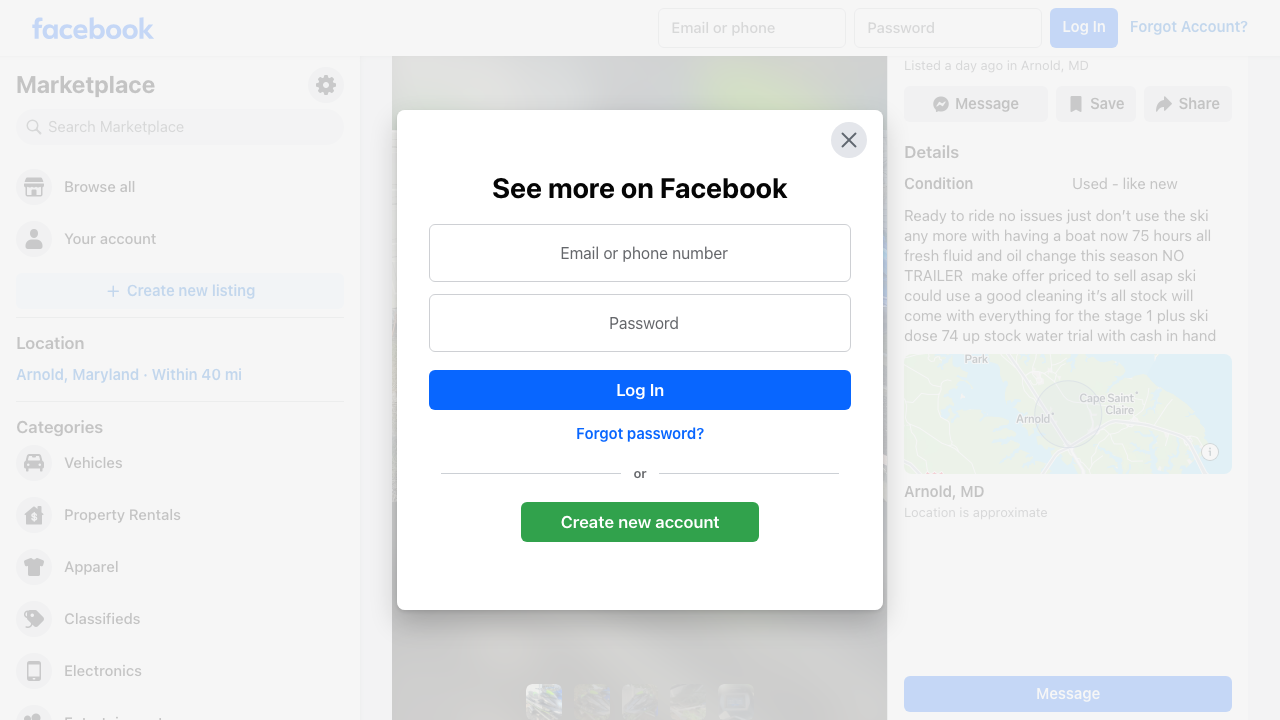 facebook
Email or phone
Password
Log In
Forgot Account?
Marketplace
Search Marketplace
Browse all
Your account
+ Create new listing
Location
Arnold, Maryland · Within 40 mi
Categories
Vehicles
Property Rentals
Apparel
Classifieds
Electronics
See more on Facebook
Email or phone number
Password
Log In
Forgot password?
or
Create new account
Listed a day ago in Arnold, MD
Message
Save
Share
Details
Condition
Used - like new
Ready to ride no issues just don't use the ski
any more with having a boat now 75 hours all
fresh fluid and oil change this season NO
TRAILER  make offer priced to sell asap ski
could use a good cleaning it's all stock will
come with everything for the stage 1 plus ski
dose 74 up stock water trial with cash in hand
Park
Cape Saint
Claire
Arnold
Arnold, MD
Location is approximate
Message